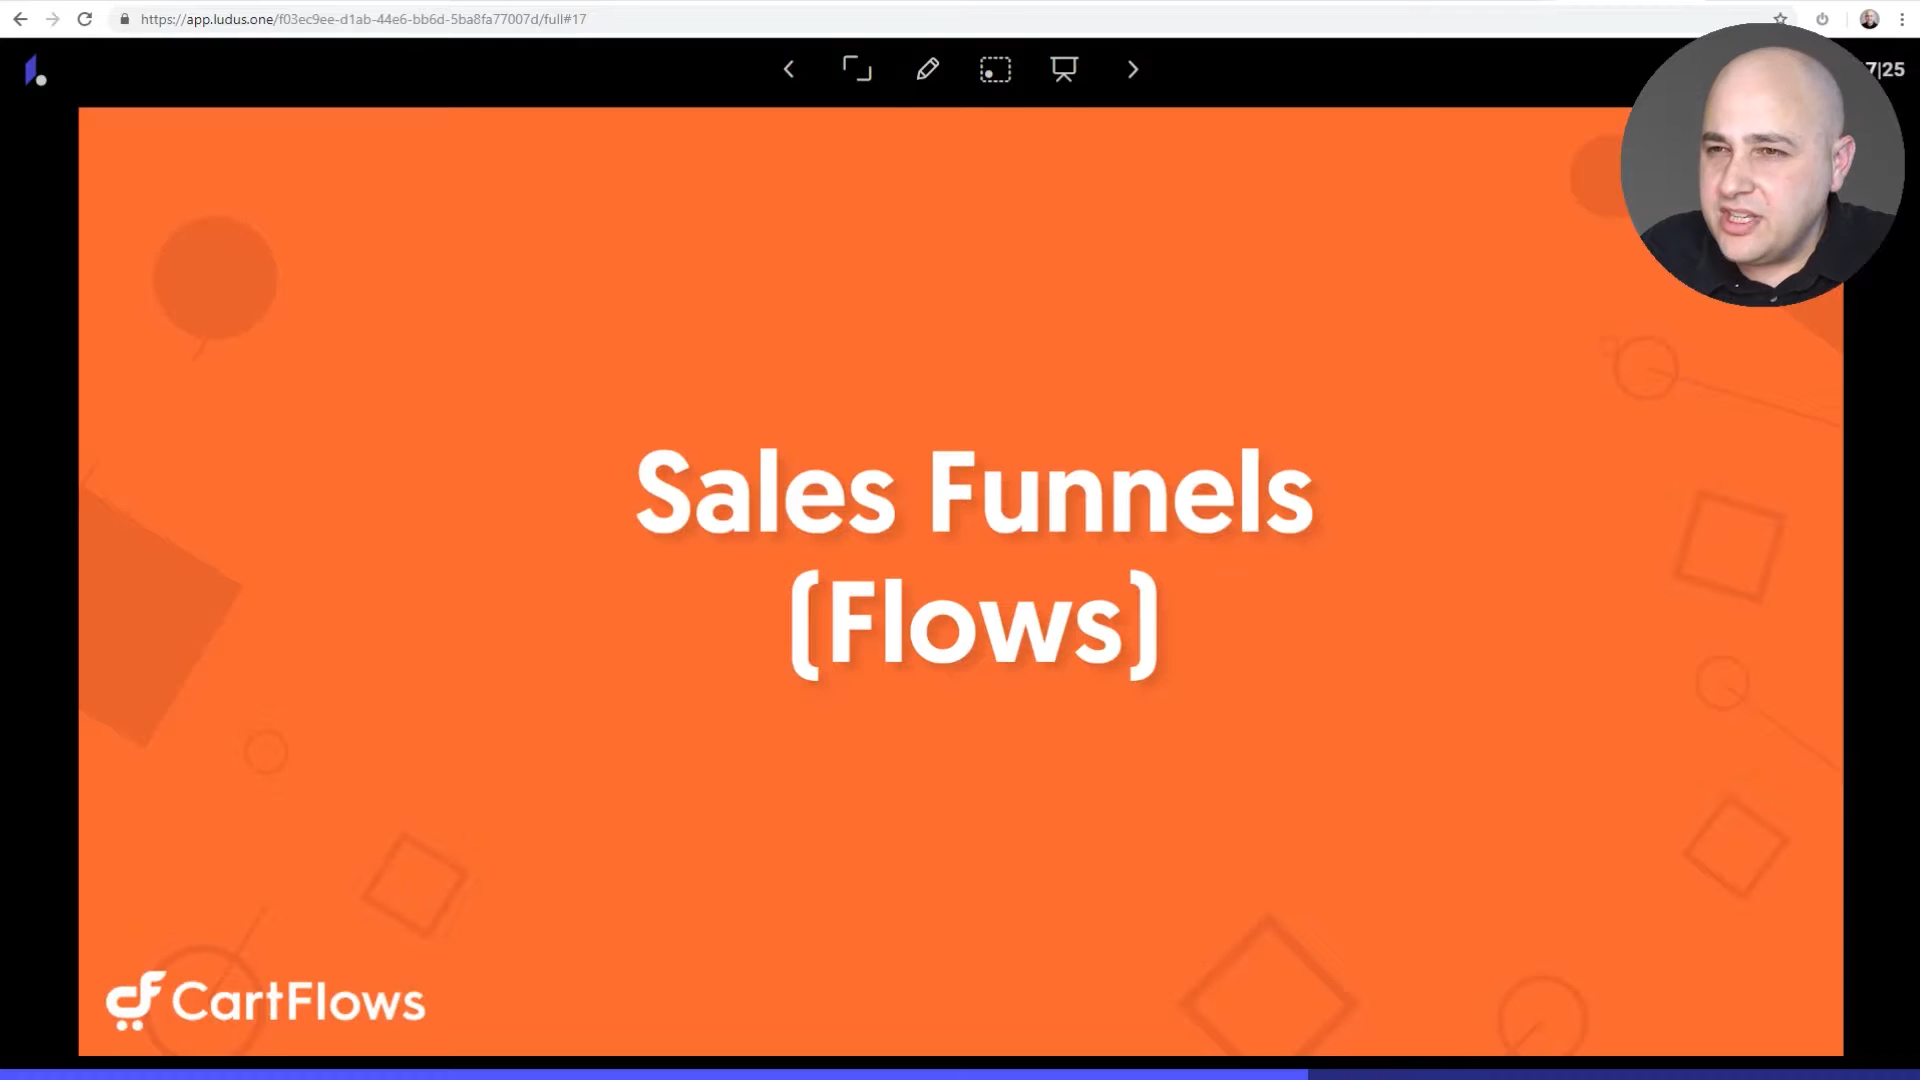 https://app.ludus.one/f03ec9ee-d1ab-44e6-bb6d-5ba8fa77007d/full#17
7|25
Sales Funnels
(Flows)
CartFlows